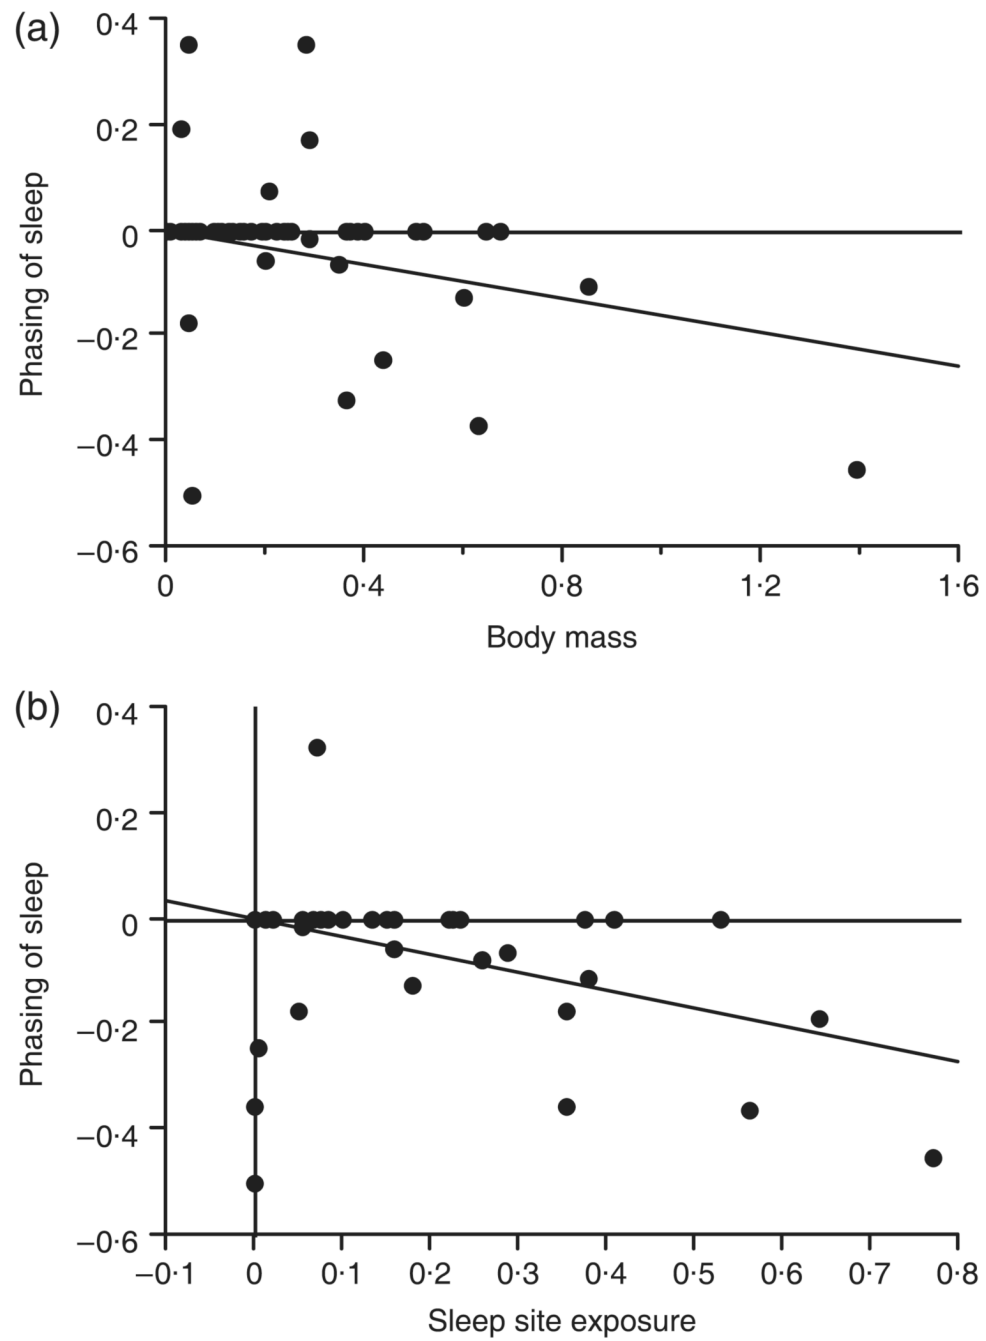 (a)
0·4
0·2
0
−0·2
−0·4
−0·6
Phasing of sleep
0 0·4 0·8 1·2 1·6
Body mass
(b)
0·4
0·2
0
−0·2
−0·4
−0·6
Phasing of sleep
−0·1 0 0·1 0·2 0·3 0·4 0·5 0·6 0·7 0·8
Sleep site exposure